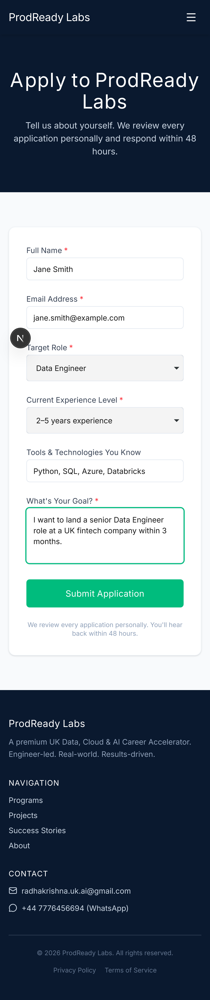 ProdReady Labs
Apply to ProdReady
Labs
Tell us about yourself. We review every
application personally and respond within 48
hours.
Full Name *
Jane Smith
Email Address *
jane.smith@example.com
N
Target Role *
Data Engineer
Current Experience Level *
2–5 years experience
Tools & Technologies You Know
Python, SQL, Azure, Databricks
What's Your Goal? *
I want to land a senior Data Engineer
role at a UK fintech company within 3
months.
Submit Application
We review every application personally. You'll hear
back within 48 hours.
ProdReady Labs
A premium UK Data, Cloud & AI Career Accelerator.
Engineer-led. Real-world. Results-driven.
NAVIGATION
Programs
Projects
Success Stories
About
CONTACT
radhakrishna.uk.ai@gmail.com
+44 7776456694 (WhatsApp)
© 2026 ProdReady Labs. All rights reserved.
Privacy Policy Terms of Service